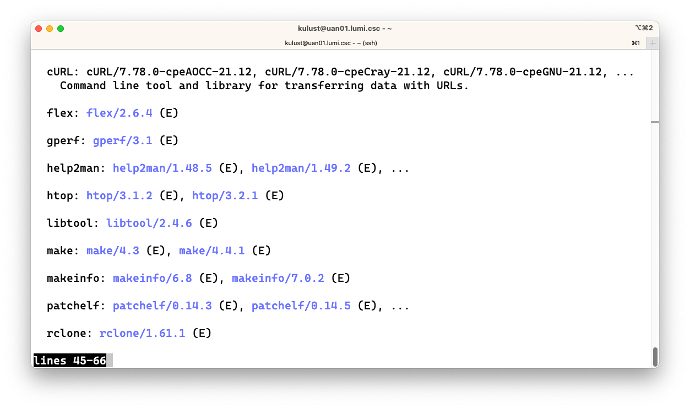 kulust@uan01.lumi.csc - ~
⌥⌘2
kulust@uan01.lumi.csc - ~ (ssh)
⌘1
+
cURL: cURL/7.78.0-cpeAOCC-21.12, cURL/7.78.0-cpeCray-21.12, cURL/7.78.0-cpeGNU-21.12, ...
Command line tool and library for transferring data with URLs.
flex: flex/2.6.4 (E)
gperf: gperf/3.1 (E)
help2man: help2man/1.48.5 (E), help2man/1.49.2 (E), ...
htop: htop/3.1.2 (E), htop/3.2.1 (E)
libtool: libtool/2.4.6 (E)
make: make/4.3 (E), make/4.4.1 (E)
makeinfo: makeinfo/6.8 (E), makeinfo/7.0.2 (E)
patchelf: patchelf/0.14.3 (E), patchelf/0.14.5 (E), ...
rclone: rclone/1.61.1 (E)
lines 45-66